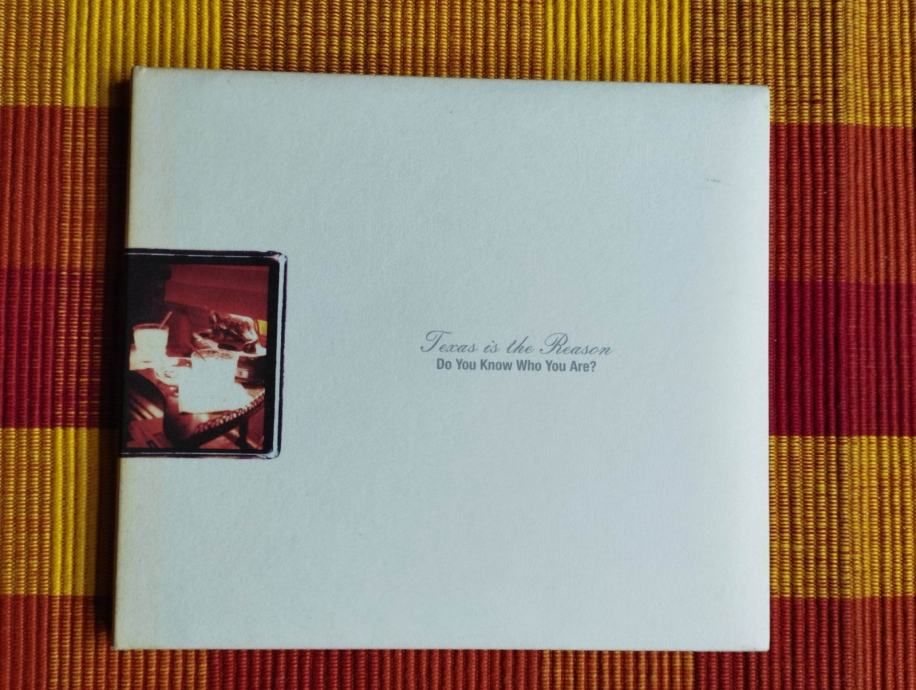 Texas is the Reason
Do You Know Who You Are?